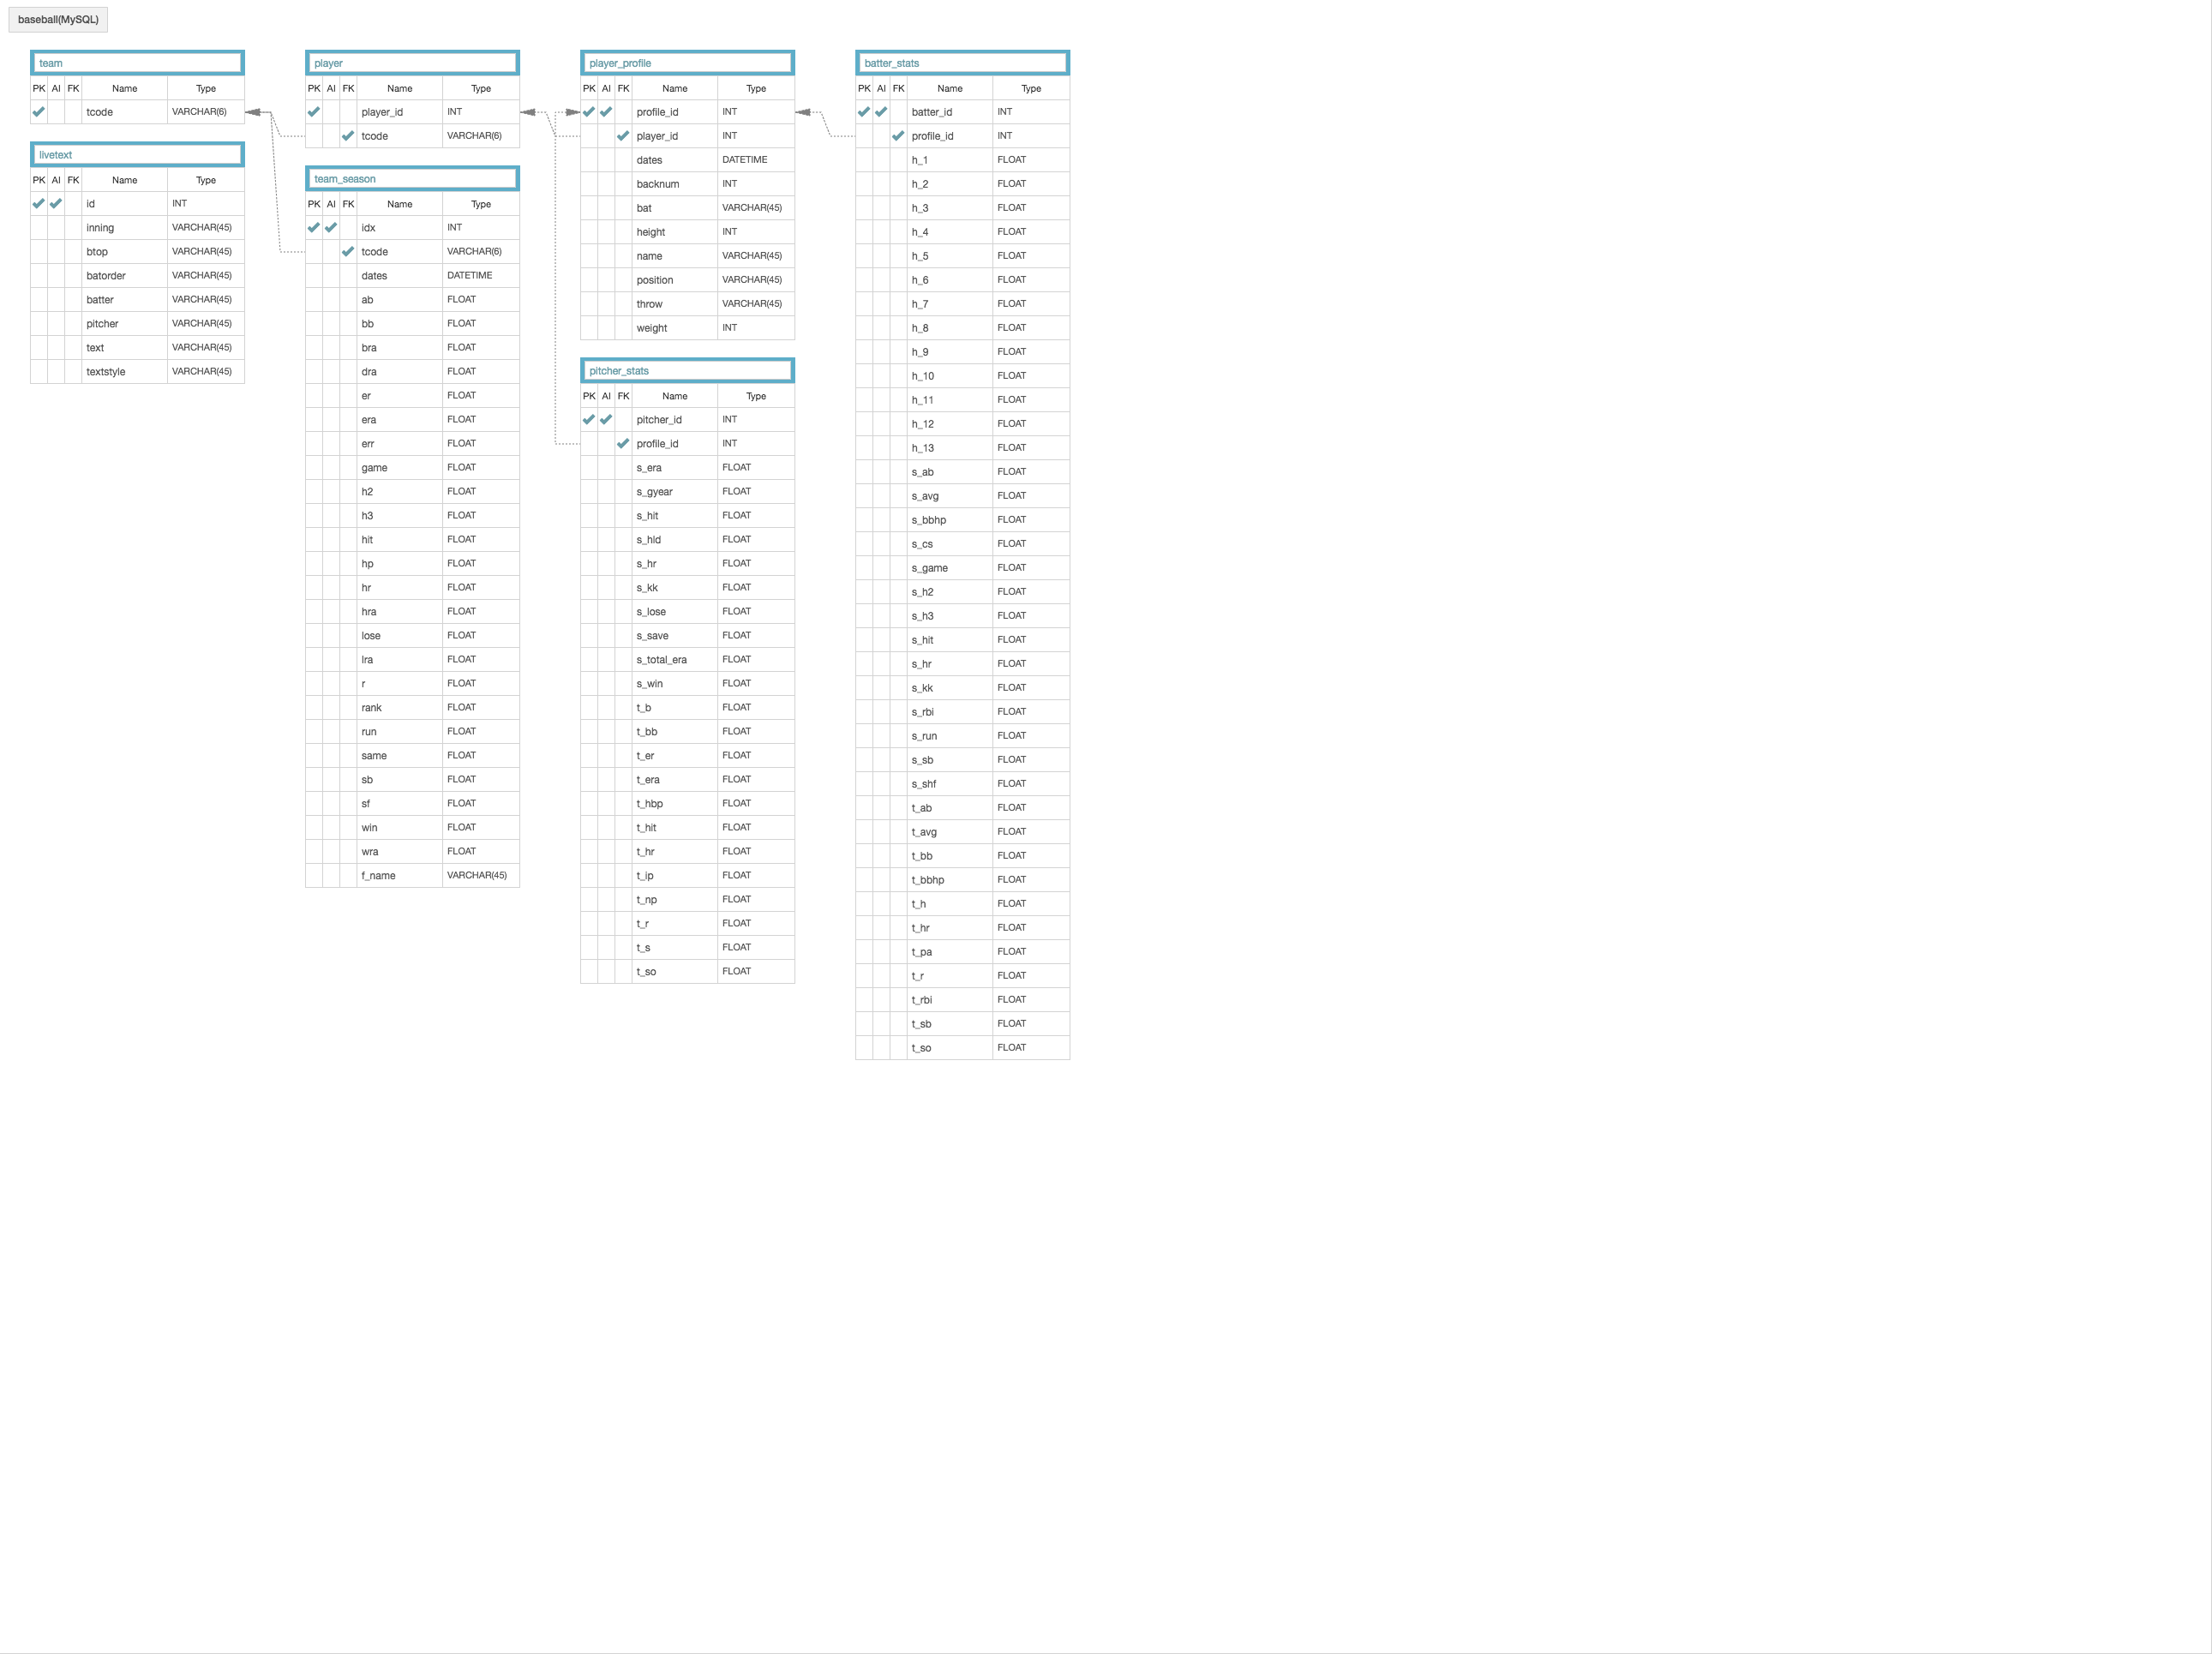 baseball(MySQL)
team
PK AI FK Name Type
tcode VARCHAR(6)
livetext
PK AI FK Name Type
id INT
inning VARCHAR(45)
btop VARCHAR(45)
batorder VARCHAR(45)
batter VARCHAR(45)
pitcher VARCHAR(45)
text VARCHAR(45)
textstyle VARCHAR(45)
player
PK AI FK Name Type
player_id INT
tcode VARCHAR(6)
team_season
PK AI FK Name Type
idx INT
tcode VARCHAR(6)
dates DATETIME
ab FLOAT
bb FLOAT
bra FLOAT
dra FLOAT
er FLOAT
era FLOAT
err FLOAT
game FLOAT
h2 FLOAT
h3 FLOAT
hit FLOAT
hp FLOAT
hr FLOAT
hra FLOAT
lose FLOAT
lra FLOAT
r FLOAT
rank FLOAT
run FLOAT
same FLOAT
sb FLOAT
sf FLOAT
win FLOAT
wra FLOAT
f_name VARCHAR(45)
player_profile
PK AI FK Name Type
profile_id INT
player_id INT
dates DATETIME
backnum INT
bat VARCHAR(45)
height INT
name VARCHAR(45)
position VARCHAR(45)
throw VARCHAR(45)
weight INT
pitcher_stats
PK AI FK Name Type
pitcher_id INT
profile_id INT
s_era FLOAT
s_gyear FLOAT
s_hit FLOAT
s_hld FLOAT
s_hr FLOAT
s_kk FLOAT
s_lose FLOAT
s_save FLOAT
s_total_era FLOAT
s_win FLOAT
t_b FLOAT
t_bb FLOAT
t_er FLOAT
t_era FLOAT
t_hbp FLOAT
t_hit FLOAT
t_hr FLOAT
t_ip FLOAT
t_np FLOAT
t_r FLOAT
t_s FLOAT
t_so FLOAT
batter_stats
PK AI FK Name Type
batter_id INT
profile_id INT
h_1 FLOAT
h_2 FLOAT
h_3 FLOAT
h_4 FLOAT
h_5 FLOAT
h_6 FLOAT
h_7 FLOAT
h_8 FLOAT
h_9 FLOAT
h_10 FLOAT
h_11 FLOAT
h_12 FLOAT
h_13 FLOAT
s_ab FLOAT
s_avg FLOAT
s_bbhp FLOAT
s_cs FLOAT
s_game FLOAT
s_h2 FLOAT
s_h3 FLOAT
s_hit FLOAT
s_hr FLOAT
s_kk FLOAT
s_rbi FLOAT
s_run FLOAT
s_sb FLOAT
s_shf FLOAT
t_ab FLOAT
t_avg FLOAT
t_bb FLOAT
t_bbhp FLOAT
t_h FLOAT
t_hr FLOAT
t_pa FLOAT
t_r FLOAT
t_rbi FLOAT
t_sb FLOAT
t_so FLOAT